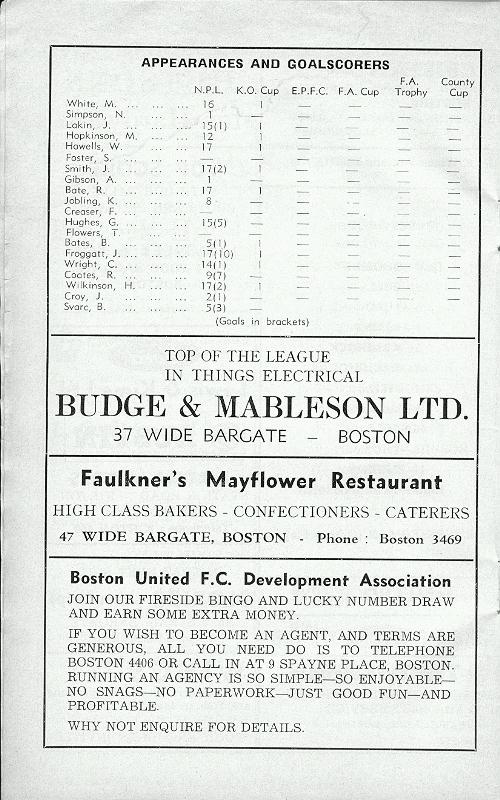 APPEARANCES AND GOALSCORERS
N.P.L. K.O. Cup E.P.F.C. F.A. Cup F.A. Trophy County Cup
White, M. ... ... ... 16 1 — — — —
Simpson, N. ... ... 1 — — — — —
Lakin, J. ... ... ... 15(1) 1 — — — —
Hopkinson, M. ... ... 12 1 — — — —
Howells, W. ... ... 17 1 — — — —
Foster, S. ... ... ... — — — — — —
Smith, J. ... ... ... 17(2) 1 — — — —
Gibson, A. ... ... ... 1 — — — — —
Bate, R. ... ... ... 17 1 — — — —
Jobling, K. ... ... ... 8 — — — — —
Creaser, F. ... ... ... — — — — — —
Hughes, G. ... ... ... 15(5) — — — — —
Flowers, T. ... ... — — — — — —
Bates, B. ... ... ... 5(1) 1 — — — —
Froggatt, J. ... ... ... 17(10) 1 — — — —
Wright, C. ... ... ... 14(1) 1 — — — —
Coates, R. ... ... ... 9(7) — — — — —
Wilkinson, H. ... ... 17(2) 1 — — — —
Croy, J. ... ... ... 2(1) — — — — —
Svarc, B. ... ... ... 5(3) — — — — —
(Goals in brackets)
TOP OF THE LEAGUE
IN THINGS ELECTRICAL
BUDGE & MABLESON LTD.
37 WIDE BARGATE – BOSTON
Faulkner's Mayflower Restaurant
HIGH CLASS BAKERS - CONFECTIONERS - CATERERS
47 WIDE BARGATE, BOSTON - Phone : Boston 3469
Boston United F.C. Development Association
JOIN OUR FIRESIDE BINGO AND LUCKY NUMBER DRAW
AND EARN SOME EXTRA MONEY.
IF YOU WISH TO BECOME AN AGENT, AND TERMS ARE
GENEROUS, ALL YOU NEED DO IS TO TELEPHONE
BOSTON 4406 OR CALL IN AT 9 SPAYNE PLACE, BOSTON.
RUNNING AN AGENCY IS SO SIMPLE—SO ENJOYABLE—
NO SNAGS—NO PAPERWORK—JUST GOOD FUN—AND
PROFITABLE.
WHY NOT ENQUIRE FOR DETAILS.